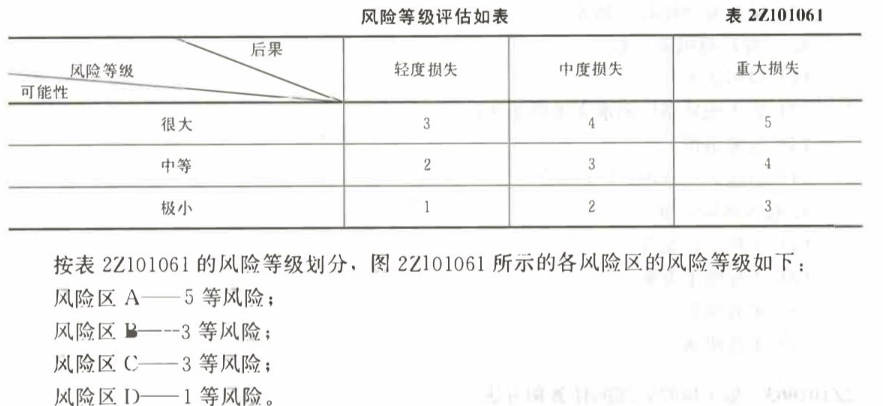 风险等级评估如表 表 2Z101061
后果
风险等级
可能性
轻度损失 中度损失 重大损失
很大 3 4 5
中等 2 3 4
极小 1 2 3
按表 2Z101061 的风险等级划分，图 2Z101061 所示的各风险区的风险等级如下：
风险区 A——5 等风险；
风险区 B——3 等风险；
风险区 C——3 等风险；
风险区 D——1 等风险。